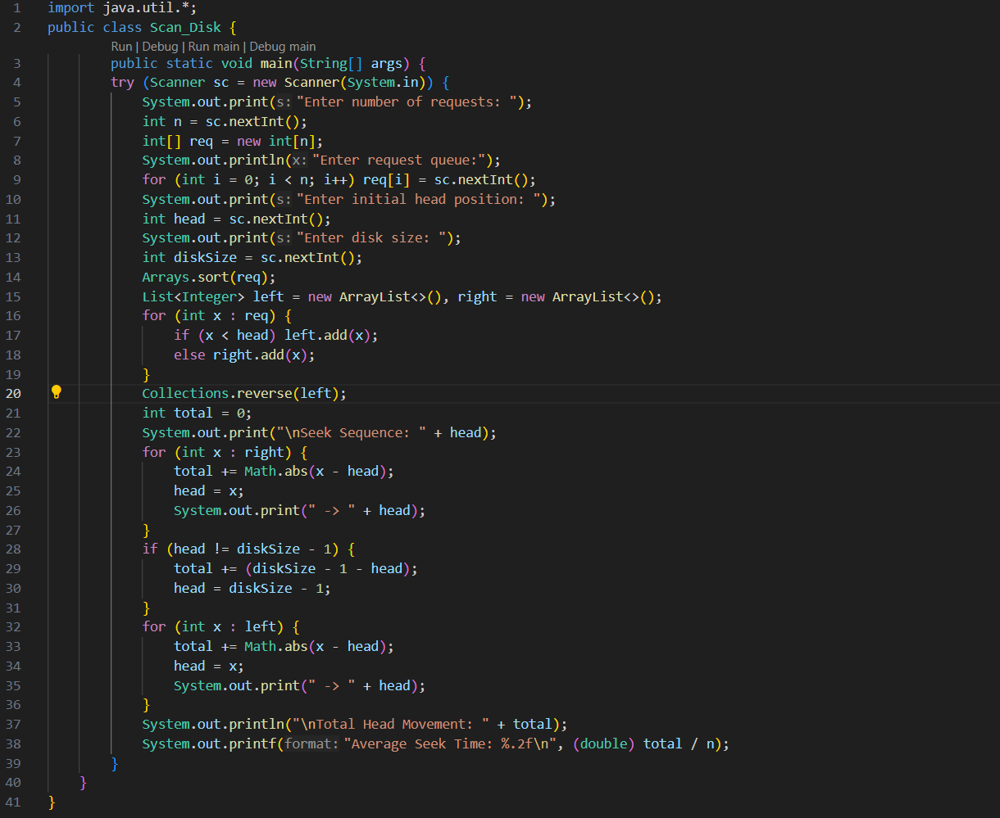 1 import java.util.*;
2 public class Scan_Disk {
Run | Debug | Run main | Debug main
3 public static void main(String[] args) {
4 try (Scanner sc = new Scanner(System.in)) {
5 System.out.print(s: "Enter number of requests: ");
6 int n = sc.nextInt();
7 int[] req = new int[n];
8 System.out.println(x: "Enter request queue:");
9 for (int i = 0; i < n; i++) req[i] = sc.nextInt();
10 System.out.print(s: "Enter initial head position: ");
11 int head = sc.nextInt();
12 System.out.print(s: "Enter disk size: ");
13 int diskSize = sc.nextInt();
14 Arrays.sort(req);
15 List<Integer> left = new ArrayList<>(), right = new ArrayList<>();
16 for (int x : req) {
17 if (x < head) left.add(x);
18 else right.add(x);
19 }
20 Collections.reverse(left);
21 int total = 0;
22 System.out.print("\nSeek Sequence: " + head);
23 for (int x : right) {
24 total += Math.abs(x - head);
25 head = x;
26 System.out.print(" -> " + head);
27 }
28 if (head != diskSize - 1) {
29 total += (diskSize - 1 - head);
30 head = diskSize - 1;
31 }
32 for (int x : left) {
33 total += Math.abs(x - head);
34 head = x;
35 System.out.print(" -> " + head);
36 }
37 System.out.println("\nTotal Head Movement: " + total);
38 System.out.printf(format: "Average Seek Time: %.2f\n", (double) total / n);
39 }
40 }
41 }